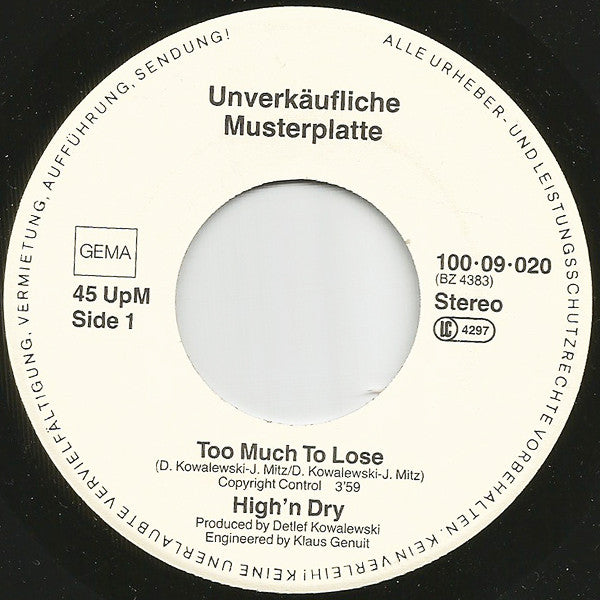 ALLE URHEBER- UND LEISTUNGSSCHUTZRECHTE VORBEHALTEN. KEIN VERLEIH! KEINE UNERLAUBTE VERVIELFÄLTIGUNG, VERMIETUNG, AUFFÜHRUNG, SENDUNG!
Unverkäufliche
Musterplatte
GEMA
45 UpM
Side 1
100·09·020
(BZ 4383)
Stereo
LC 4297
Too Much To Lose
(D. Kowalewski-J. Mitz/D. Kowalewski-J. Mitz)
Copyright Control 3'59
High'n Dry
Produced by Detlef Kowalewski
Engineered by Klaus Genuit